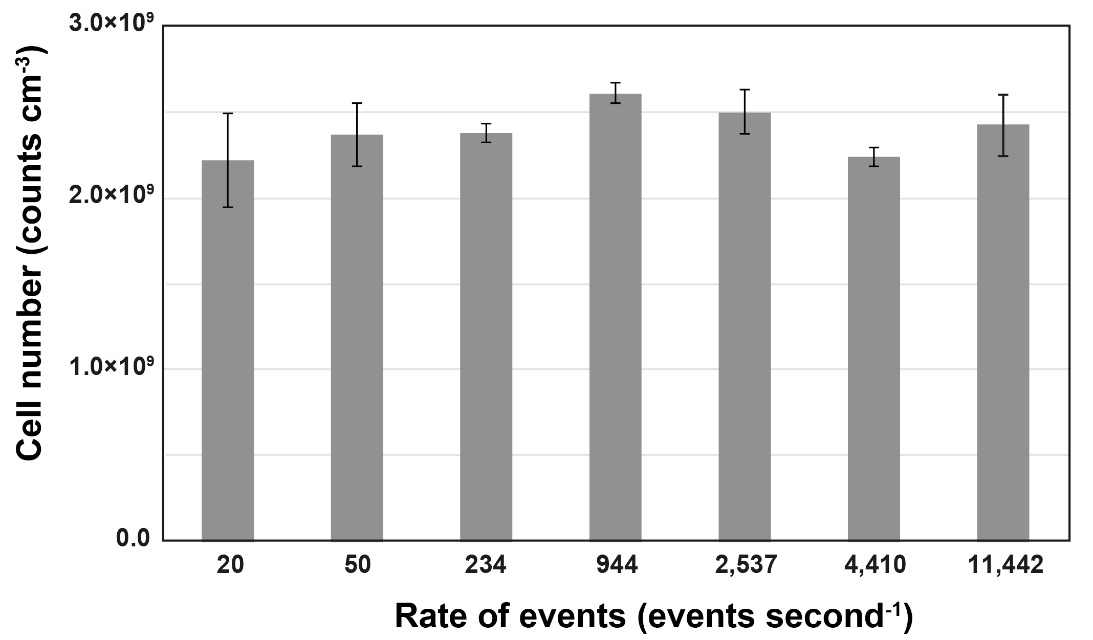 Cell number (counts cm⁻³)
3.0×10⁹
2.0×10⁹
1.0×10⁹
0.0
20 50 234 944 2,537 4,410 11,442
Rate of events (events second⁻¹)